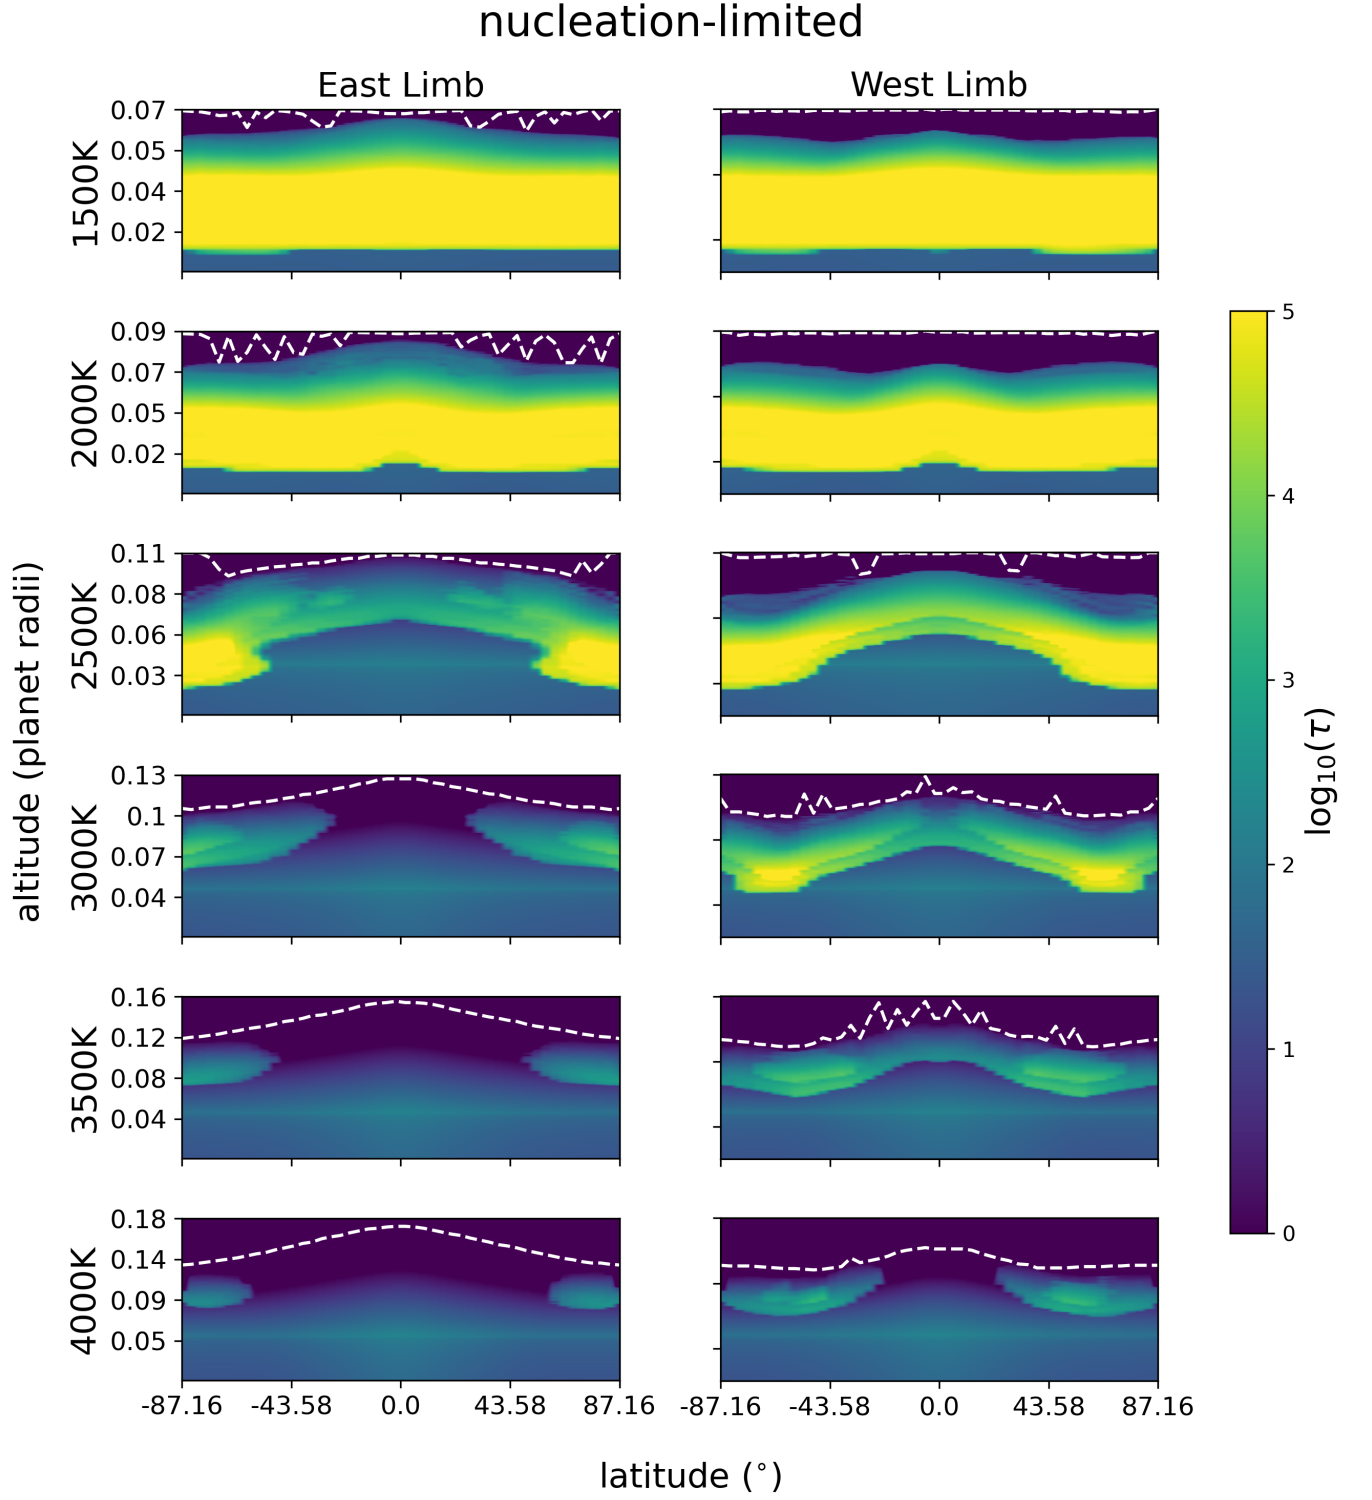 nucleation-limited
East Limb
West Limb
1500K
0.07
0.05
0.04
0.02
2000K
0.09
0.07
0.05
0.02
2500K
0.11
0.08
0.06
0.03
3000K
0.13
0.1
0.07
0.04
3500K
0.16
0.12
0.08
0.04
4000K
0.18
0.14
0.09
0.05
altitude (planet radii)
-87.16 -43.58 0.0 43.58 87.16
-87.16 -43.58 0.0 43.58 87.16
latitude (°)
5
4
3
2
1
0
log₁₀(τ)